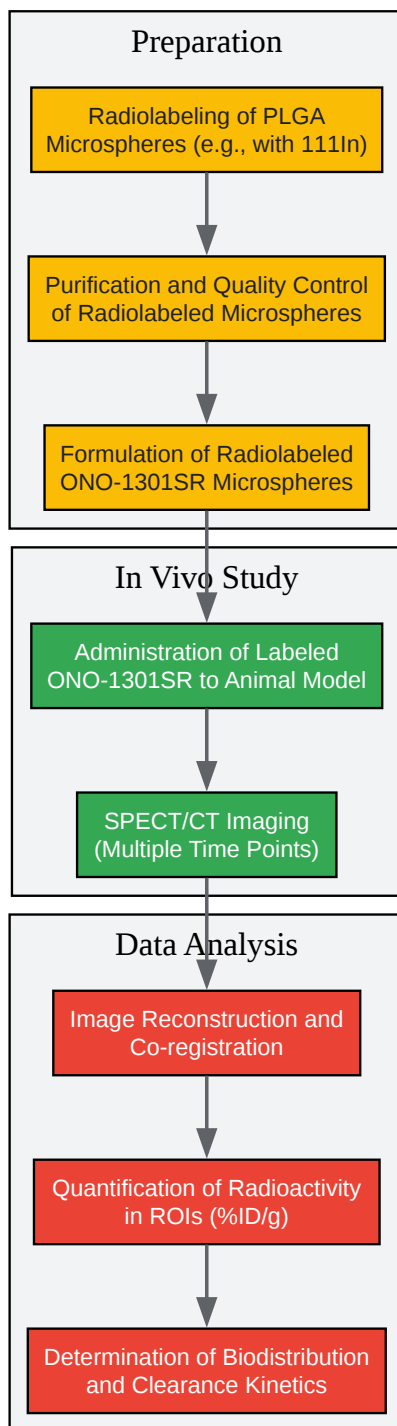 Preparation
Radiolabeling of PLGA
Microspheres (e.g., with 111In)
Purification and Quality Control
of Radiolabeled Microspheres
Formulation of Radiolabeled
ONO-1301SR Microspheres
In Vivo Study
Administration of Labeled
ONO-1301SR to Animal Model
SPECT/CT Imaging
(Multiple Time Points)
Data Analysis
Image Reconstruction and
Co-registration
Quantification of Radioactivity
in ROIs (%ID/g)
Determination of Biodistribution
and Clearance Kinetics